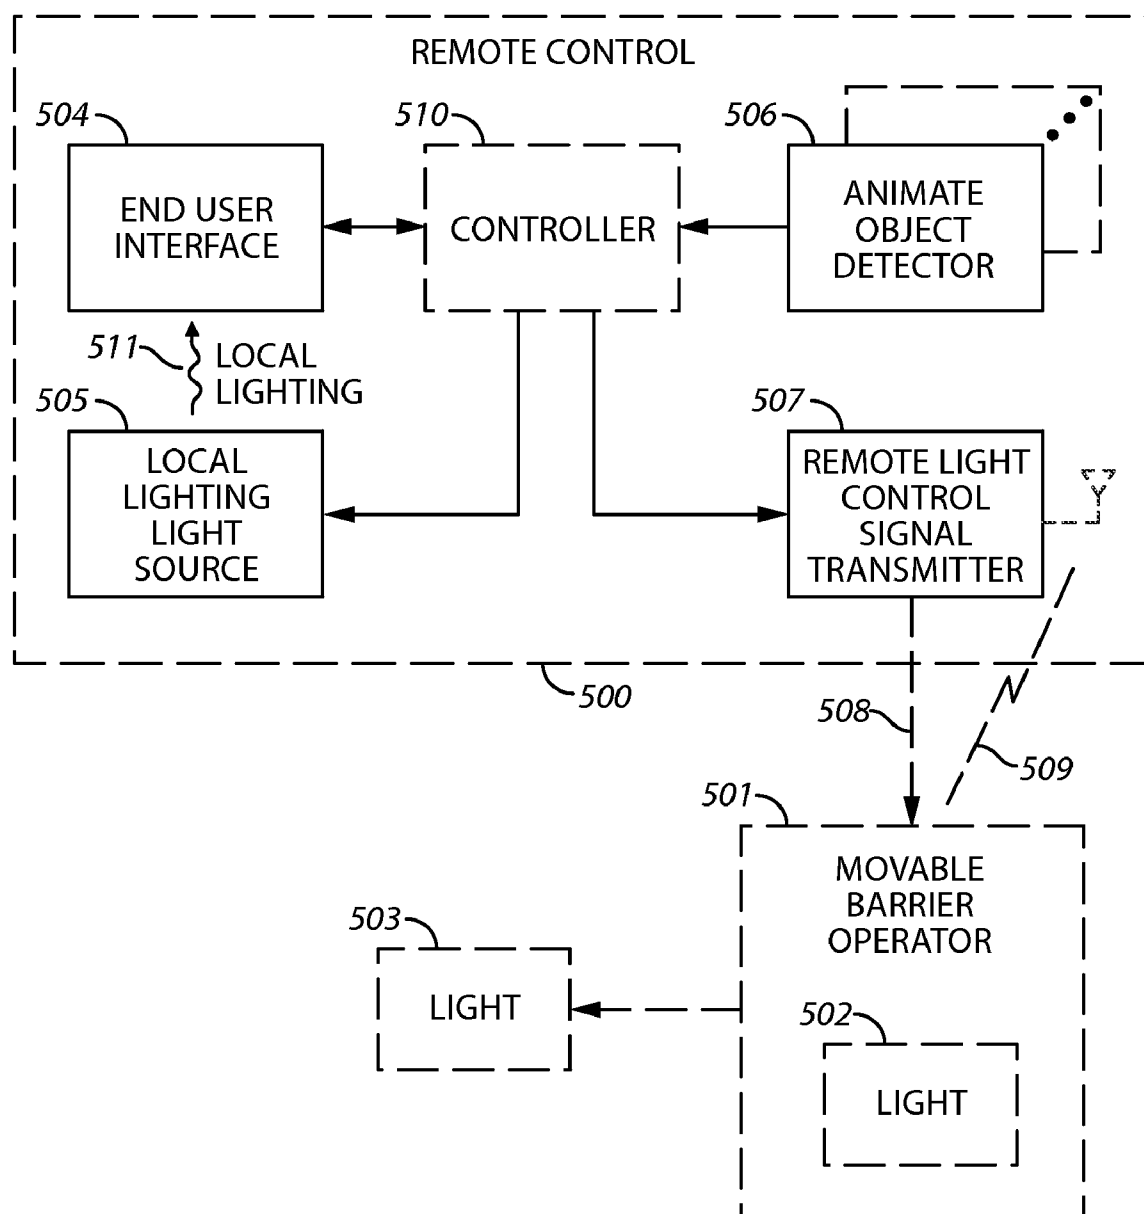 REMOTE CONTROL
504
510
506
END USER
INTERFACE
CONTROLLER
ANIMATE
OBJECT
DETECTOR
511
LOCAL
LIGHTING
505
507
LOCAL
LIGHTING
LIGHT
SOURCE
REMOTE LIGHT
CONTROL
SIGNAL
TRANSMITTER
500
508
509
501
MOVABLE
BARRIER
OPERATOR
503
LIGHT
502
LIGHT